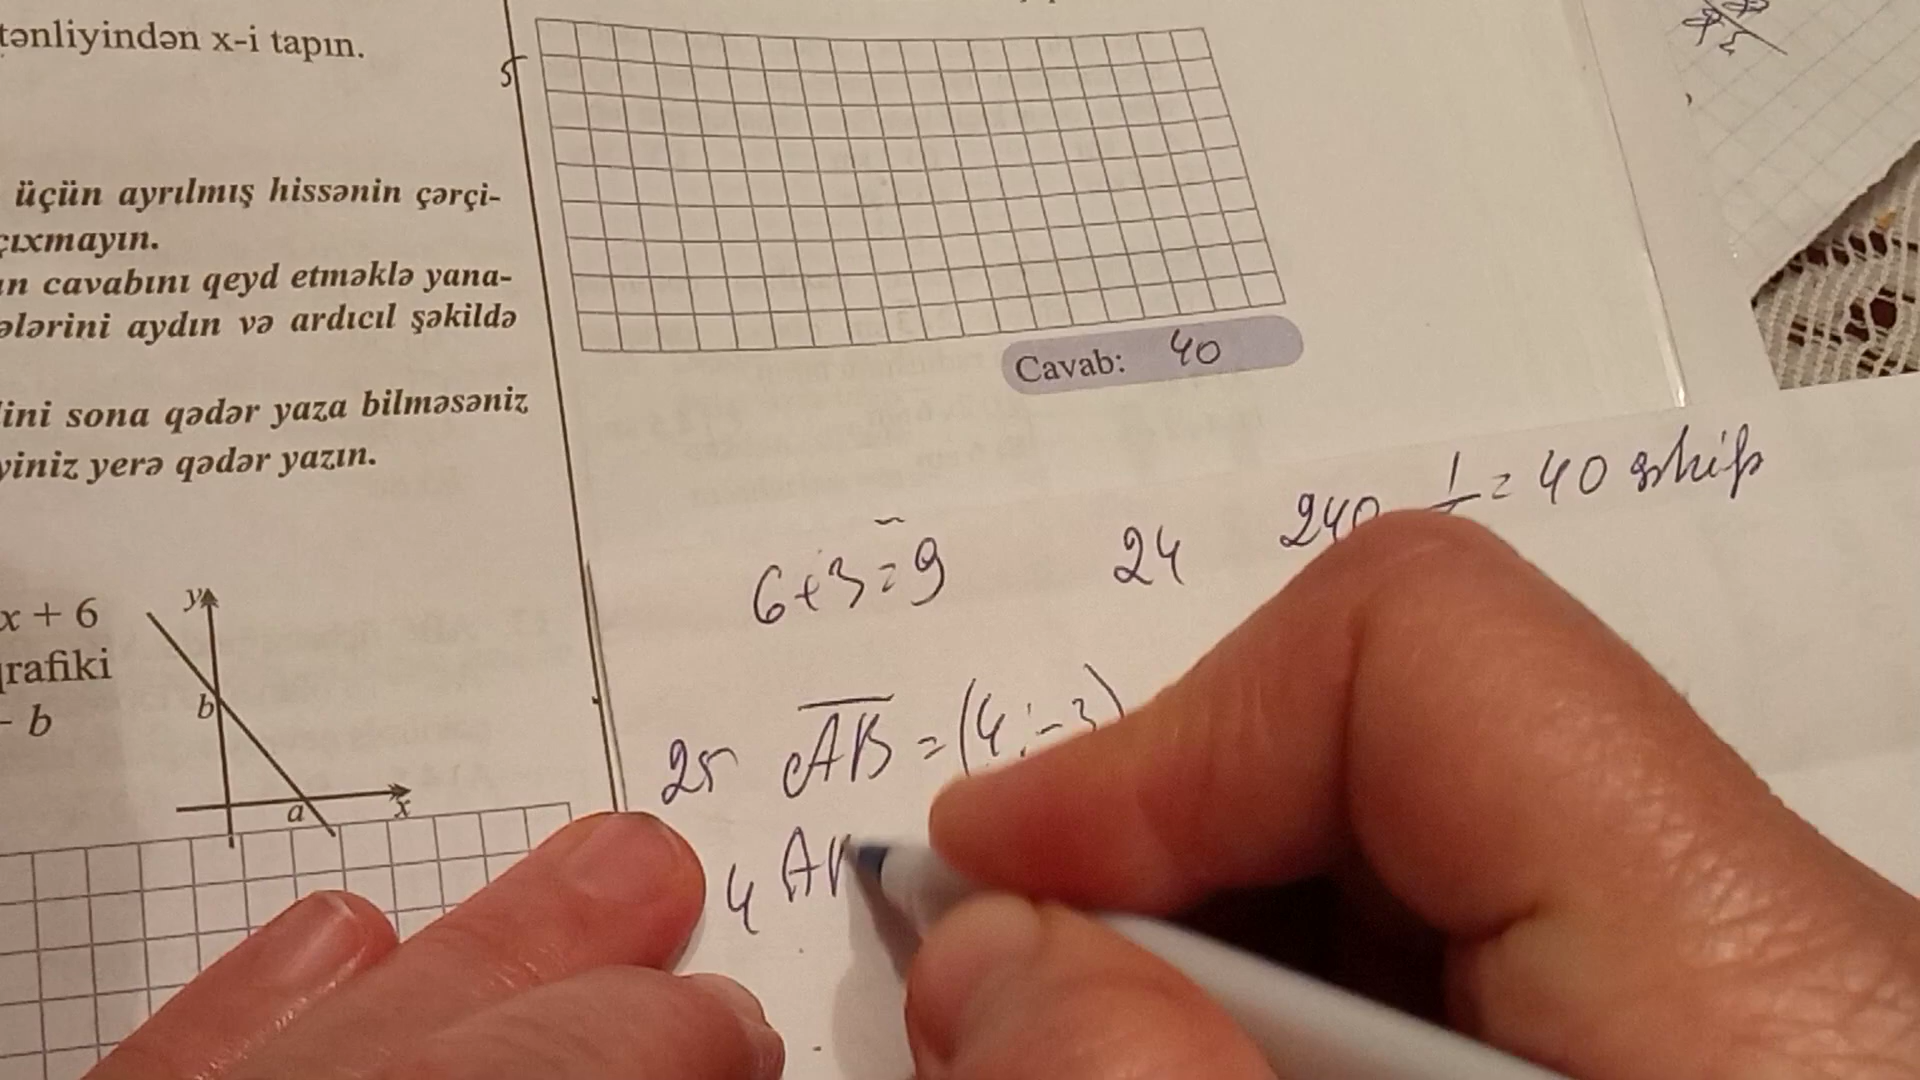 tənliyindən x-i tapın.
5
üçün ayrılmış hissənin çərçi-
çıxmayın.
ın cavabını qeyd etməklə yana-
ələrini aydın və ardıcıl şəkildə
Cavab: 40
ini sona qədər yaza bilməsəniz
yiniz yerə qədər yazın.
6+3=9
24
240 1 = 40
x + 6
rafiki
- b
y
b
a
x
25 AB = (4;-3)
4 A